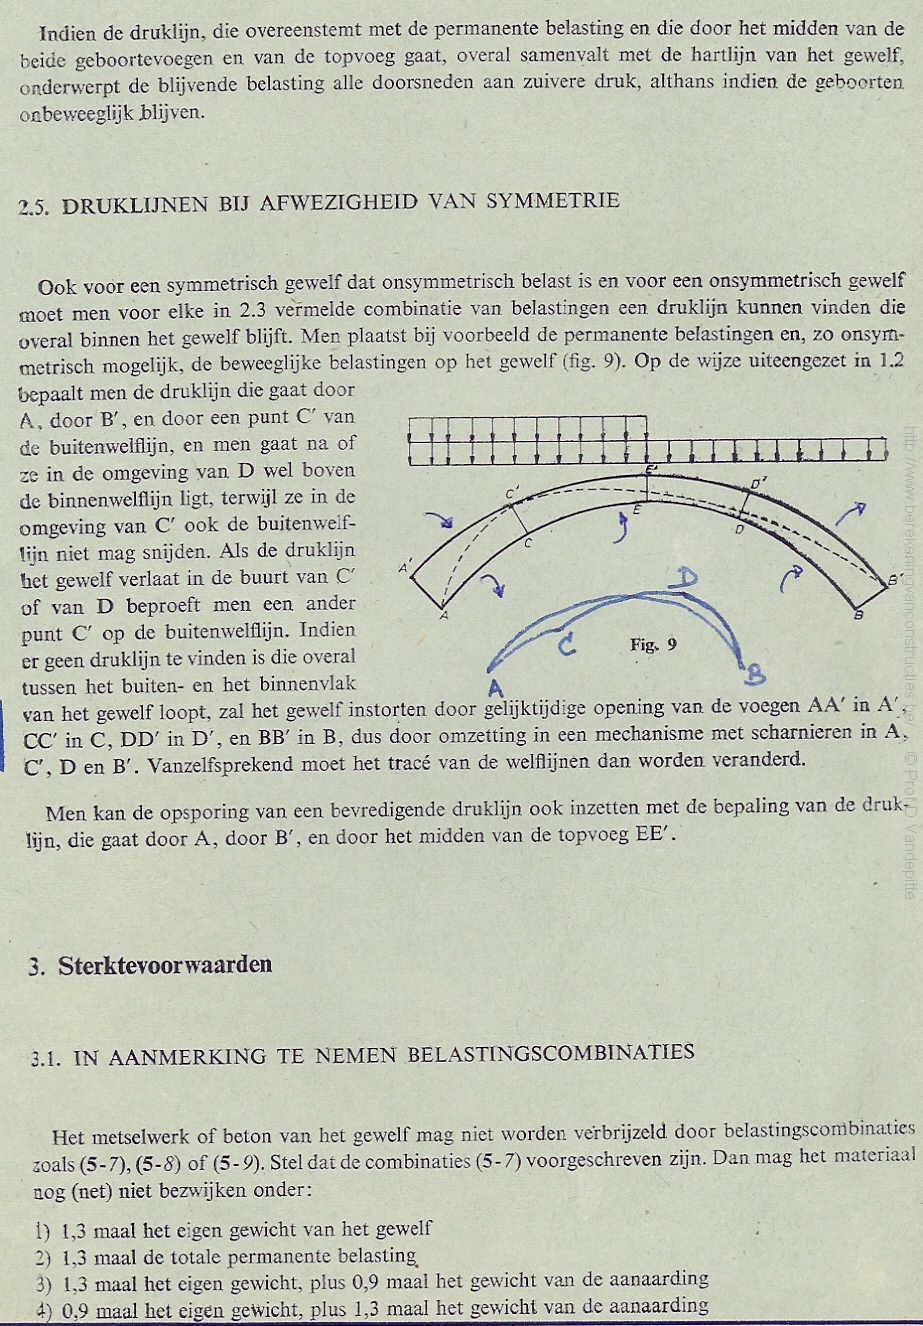 Indien de druklijn, die overeenstemt met de permanente belasting en die door het midden van de
beide geboortevoegen en van de topvoeg gaat, overal samenvalt met de hartlijn van het gewelf,
onderwerpt de blijvende belasting alle doorsneden aan zuivere druk, althans indien de geboorten
onbeweeglijk blijven.
2.5. DRUKLIJNEN BIJ AFWEZIGHEID VAN SYMMETRIE
Ook voor een symmetrisch gewelf dat onsymmetrisch belast is en voor een onsymmetrisch gewelf
moet men voor elke in 2.3 vermelde combinatie van belastingen een druklijn kunnen vinden die
overal binnen het gewelf blijft. Men plaatst bij voorbeeld de permanente belastingen en, zo onsym-
metrisch mogelijk, de beweeglijke belastingen op het gewelf (fig. 9). Op de wijze uiteengezet in 1.2
bepaalt men de druklijn die gaat door
A, door B′, en door een punt C′ van
de buitenwelflijn, en men gaat na of
ze in de omgeving van D wel boven
de binnenwelflijn ligt, terwijl ze in de
omgeving van C′ ook de buitenwelf-
lijn niet mag snijden. Als de druklijn
het gewelf verlaat in de buurt van C′
of van D beproeft men een ander
punt C′ op de buitenwelflijn. Indien
er geen druklijn te vinden is die overal
tussen het buiten- en het binnenvlak
van het gewelf loopt, zal het gewelf instorten door gelijktijdige opening van de voegen AA′ in A′,
CC′ in C, DD′ in D′, en BB′ in B, dus door omzetting in een mechanisme met scharnieren in A,
C′, D en B′. Vanzelfsprekend moet het tracé van de welflijnen dan worden veranderd.
A′
A
C′
C
E′
E
D′
D
B′
B
A
C
D
B
Fig. 9
Men kan de opsporing van een bevredigende druklijn ook inzetten met de bepaling van de druk-
lijn, die gaat door A, door B′, en door het midden van de topvoeg EE′.
3. Sterktevoorwaarden
3.1. IN AANMERKING TE NEMEN BELASTINGSCOMBINATIES
Het metselwerk of beton van het gewelf mag niet worden verbrijzeld door belastingscombinaties
zoals (5-7), (5-8) of (5-9). Stel dat de combinaties (5-7) voorgeschreven zijn. Dan mag het materiaal
nog (net) niet bezwijken onder:
1) 1,3 maal het eigen gewicht van het gewelf
2) 1,3 maal de totale permanente belasting
3) 1,3 maal het eigen gewicht, plus 0,9 maal het gewicht van de aanaarding
4) 0,9 maal het eigen gewicht, plus 1,3 maal het gewicht van de aanaarding
http://www.berekeningvanconstructies.be/ © Prof D Vandepitte